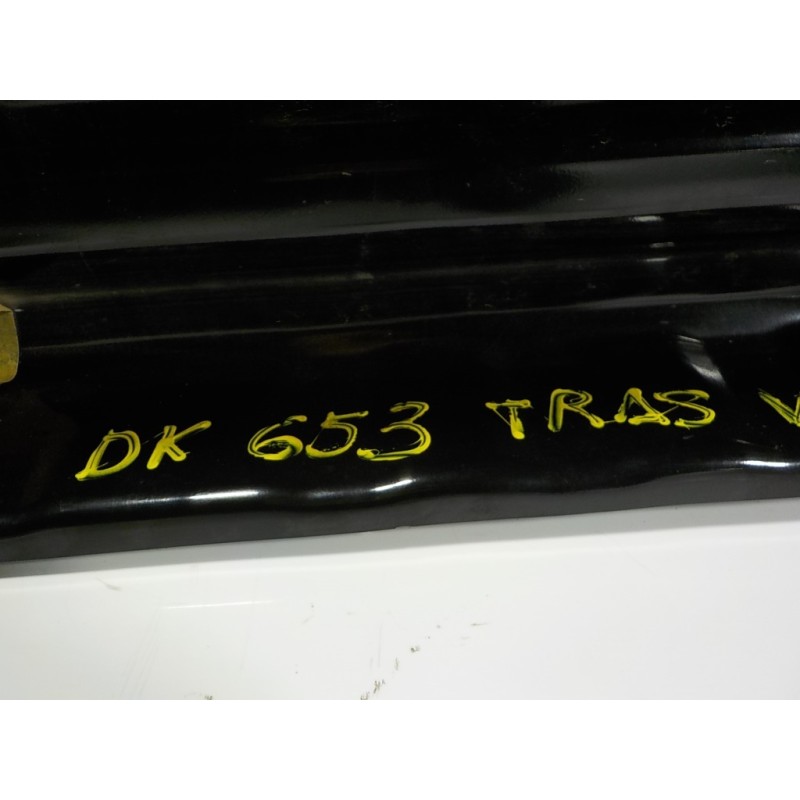 DK 653 TRAS V